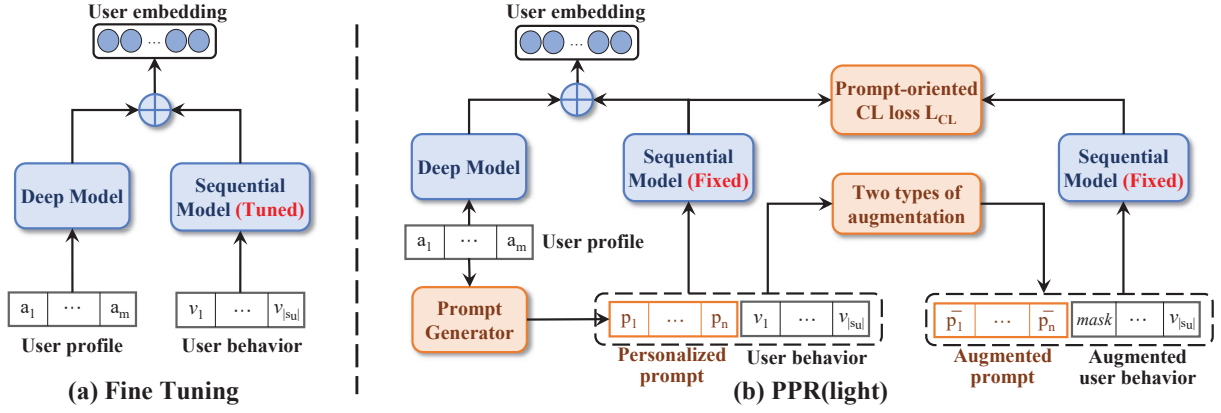 User embedding
...
Deep Model
Sequential
Model (Tuned)
a₁ ... aₘ
v₁ ... v|sᵤ|
User profile
User behavior
(a) Fine Tuning
User embedding
...
Prompt-oriented
CL loss L_CL
Deep Model
Sequential
Model (Fixed)
Two types of
augmentation
Sequential
Model (Fixed)
a₁ ... aₘ
User profile
Prompt
Generator
p₁ ... pₙ
v₁ ... v|sᵤ|
p̄₁ ... p̄ₙ
mask ... v|sᵤ|
Personalized
prompt
User behavior
Augmented
prompt
Augmented
user behavior
(b) PPR(light)